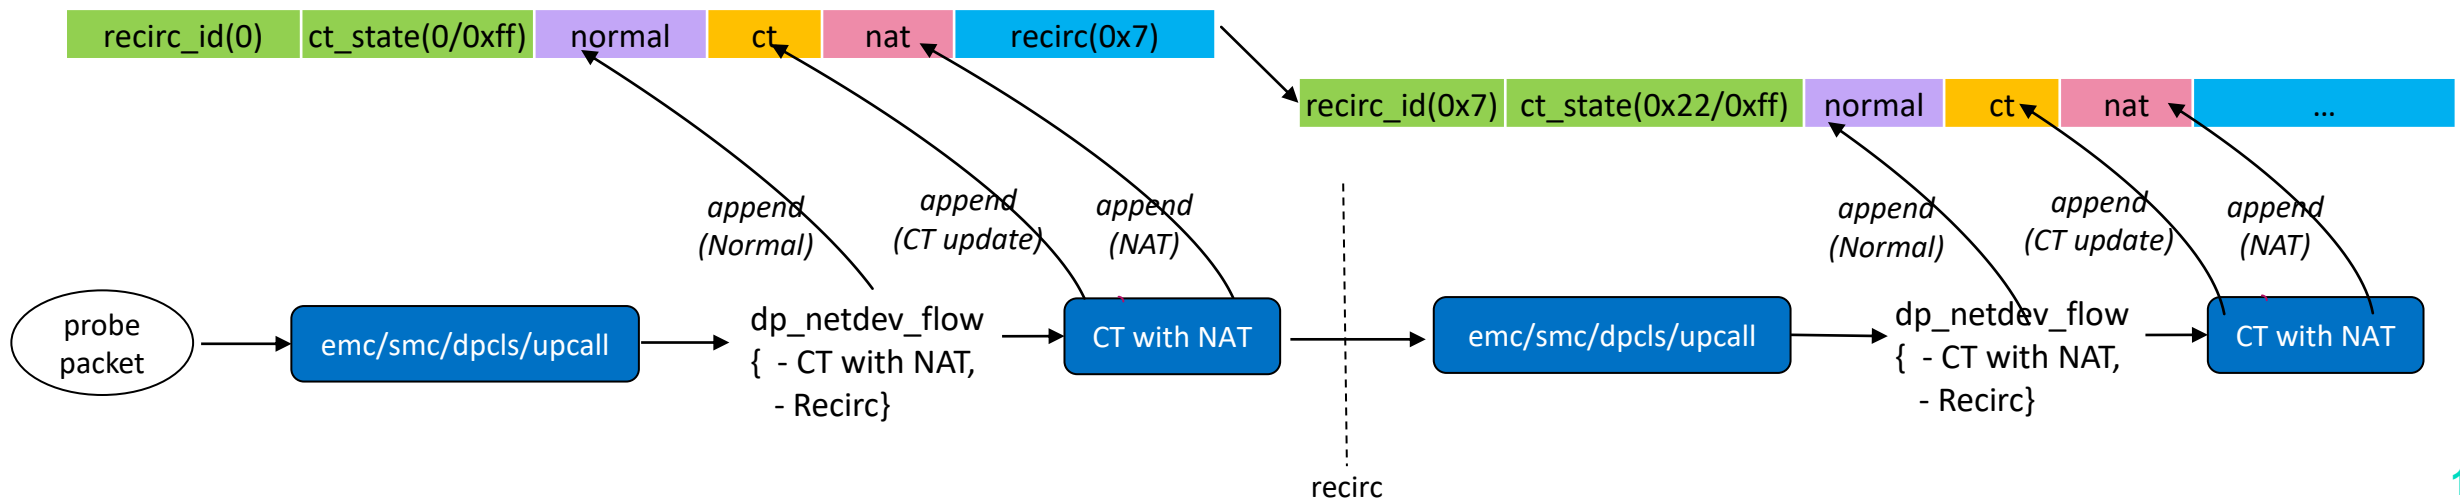 recirc_id(0) ct_state(0/0xff) normal ct nat recirc(0x7)
recirc_id(0x7) ct_state(0x22/0xff) normal ct nat ...
append
(Normal)
append
(CT update)
append
(NAT)
append
(Normal)
append
(CT update)
append
(NAT)
probe
packet
emc/smc/dpcls/upcall
dp_netdev_flow
{ - CT with NAT,
- Recirc}
CT with NAT
recirc
emc/smc/dpcls/upcall
dp_netdev_flow
{ - CT with NAT,
- Recirc}
CT with NAT